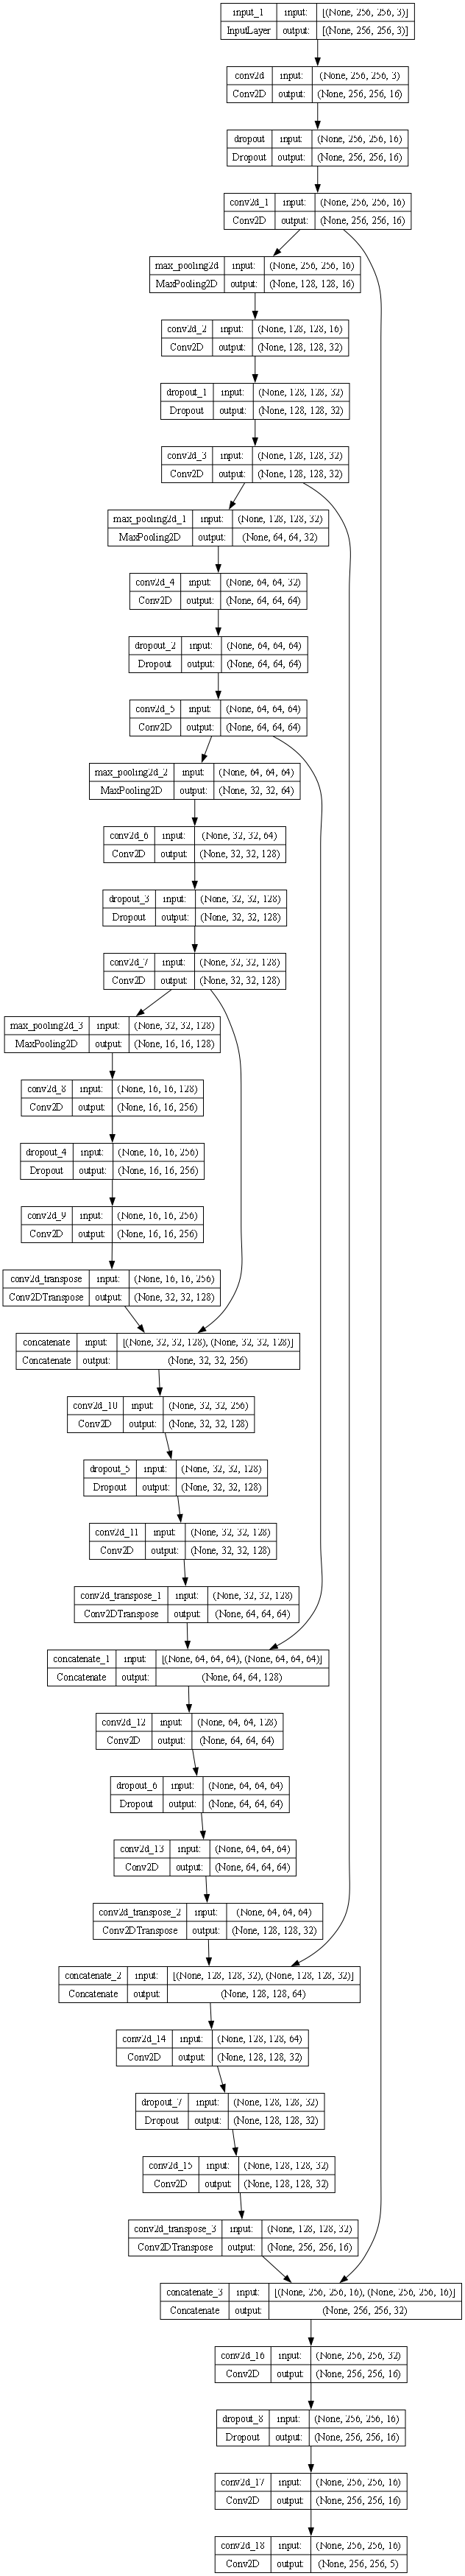 input_1 input: [(None, 256, 256, 3)]
InputLayer output: [(None, 256, 256, 3)]
conv2d input: (None, 256, 256, 3)
Conv2D output: (None, 256, 256, 16)
dropout input: (None, 256, 256, 16)
Dropout output: (None, 256, 256, 16)
conv2d_1 input: (None, 256, 256, 16)
Conv2D output: (None, 256, 256, 16)
max_pooling2d input: (None, 256, 256, 16)
MaxPooling2D output: (None, 128, 128, 16)
conv2d_2 input: (None, 128, 128, 16)
Conv2D output: (None, 128, 128, 32)
dropout_1 input: (None, 128, 128, 32)
Dropout output: (None, 128, 128, 32)
conv2d_3 input: (None, 128, 128, 32)
Conv2D output: (None, 128, 128, 32)
max_pooling2d_1 input: (None, 128, 128, 32)
MaxPooling2D output: (None, 64, 64, 32)
conv2d_4 input: (None, 64, 64, 32)
Conv2D output: (None, 64, 64, 64)
dropout_2 input: (None, 64, 64, 64)
Dropout output: (None, 64, 64, 64)
conv2d_5 input: (None, 64, 64, 64)
Conv2D output: (None, 64, 64, 64)
max_pooling2d_2 input: (None, 64, 64, 64)
MaxPooling2D output: (None, 32, 32, 64)
conv2d_6 input: (None, 32, 32, 64)
Conv2D output: (None, 32, 32, 128)
dropout_3 input: (None, 32, 32, 128)
Dropout output: (None, 32, 32, 128)
conv2d_7 input: (None, 32, 32, 128)
Conv2D output: (None, 32, 32, 128)
max_pooling2d_3 input: (None, 32, 32, 128)
MaxPooling2D output: (None, 16, 16, 128)
conv2d_8 input: (None, 16, 16, 128)
Conv2D output: (None, 16, 16, 256)
dropout_4 input: (None, 16, 16, 256)
Dropout output: (None, 16, 16, 256)
conv2d_9 input: (None, 16, 16, 256)
Conv2D output: (None, 16, 16, 256)
conv2d_transpose input: (None, 16, 16, 256)
Conv2DTranspose output: (None, 32, 32, 128)
concatenate input: [(None, 32, 32, 128), (None, 32, 32, 128)]
Concatenate output: (None, 32, 32, 256)
conv2d_10 input: (None, 32, 32, 256)
Conv2D output: (None, 32, 32, 128)
dropout_5 input: (None, 32, 32, 128)
Dropout output: (None, 32, 32, 128)
conv2d_11 input: (None, 32, 32, 128)
Conv2D output: (None, 32, 32, 128)
conv2d_transpose_1 input: (None, 32, 32, 128)
Conv2DTranspose output: (None, 64, 64, 64)
concatenate_1 input: [(None, 64, 64, 64), (None, 64, 64, 64)]
Concatenate output: (None, 64, 64, 128)
conv2d_12 input: (None, 64, 64, 128)
Conv2D output: (None, 64, 64, 64)
dropout_6 input: (None, 64, 64, 64)
Dropout output: (None, 64, 64, 64)
conv2d_13 input: (None, 64, 64, 64)
Conv2D output: (None, 64, 64, 64)
conv2d_transpose_2 input: (None, 64, 64, 64)
Conv2DTranspose output: (None, 128, 128, 32)
concatenate_2 input: [(None, 128, 128, 32), (None, 128, 128, 32)]
Concatenate output: (None, 128, 128, 64)
conv2d_14 input: (None, 128, 128, 64)
Conv2D output: (None, 128, 128, 32)
dropout_7 input: (None, 128, 128, 32)
Dropout output: (None, 128, 128, 32)
conv2d_15 input: (None, 128, 128, 32)
Conv2D output: (None, 128, 128, 32)
conv2d_transpose_3 input: (None, 128, 128, 32)
Conv2DTranspose output: (None, 256, 256, 16)
concatenate_3 input: [(None, 256, 256, 16), (None, 256, 256, 16)]
Concatenate output: (None, 256, 256, 32)
conv2d_16 input: (None, 256, 256, 32)
Conv2D output: (None, 256, 256, 16)
dropout_8 input: (None, 256, 256, 16)
Dropout output: (None, 256, 256, 16)
conv2d_17 input: (None, 256, 256, 16)
Conv2D output: (None, 256, 256, 16)
conv2d_18 input: (None, 256, 256, 16)
Conv2D output: (None, 256, 256, 5)